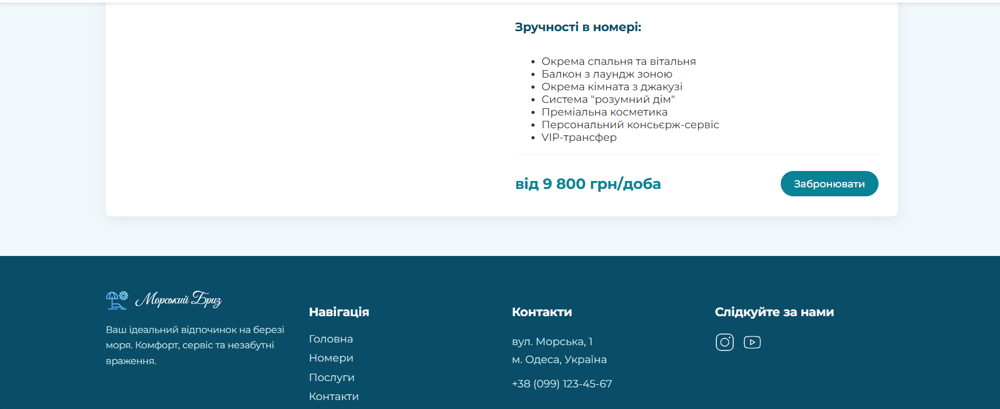 Зручності в номері:
Окрема спальня та вітальня
Балкон з лаундж зоною
Окрема кімната з джакузі
Система "розумний дім"
Преміальна косметика
Персональний консьєрж-сервіс
VIP-трансфер
від 9 800 грн/доба
Забронювати
Морський Бриз
Ваш ідеальний відпочинок на березі
моря. Комфорт, сервіс та незабутні
враження.
Навігація
Головна
Номери
Послуги
Контакти
Контакти
вул. Морська, 1
м. Одеса, Україна
+38 (099) 123-45-67
Слідкуйте за нами